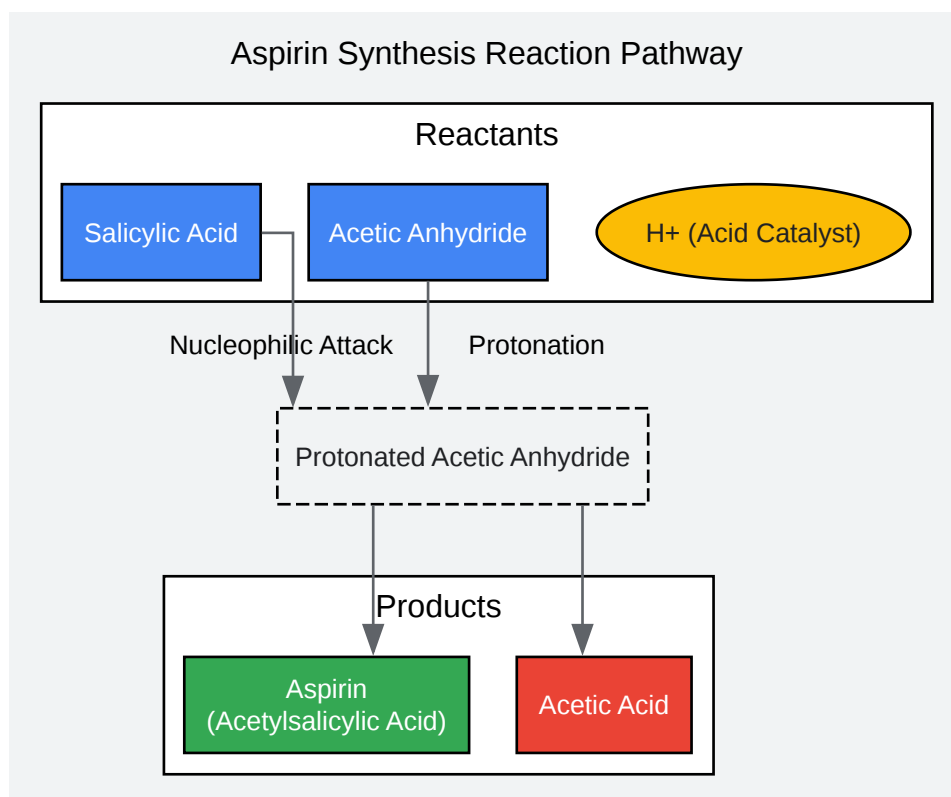 Aspirin Synthesis Reaction Pathway
Reactants
Salicylic Acid
Acetic Anhydride
H+ (Acid Catalyst)
Nucleophilic Attack
Protonation
Protonated Acetic Anhydride
Products
Aspirin
(Acetylsalicylic Acid)
Acetic Acid